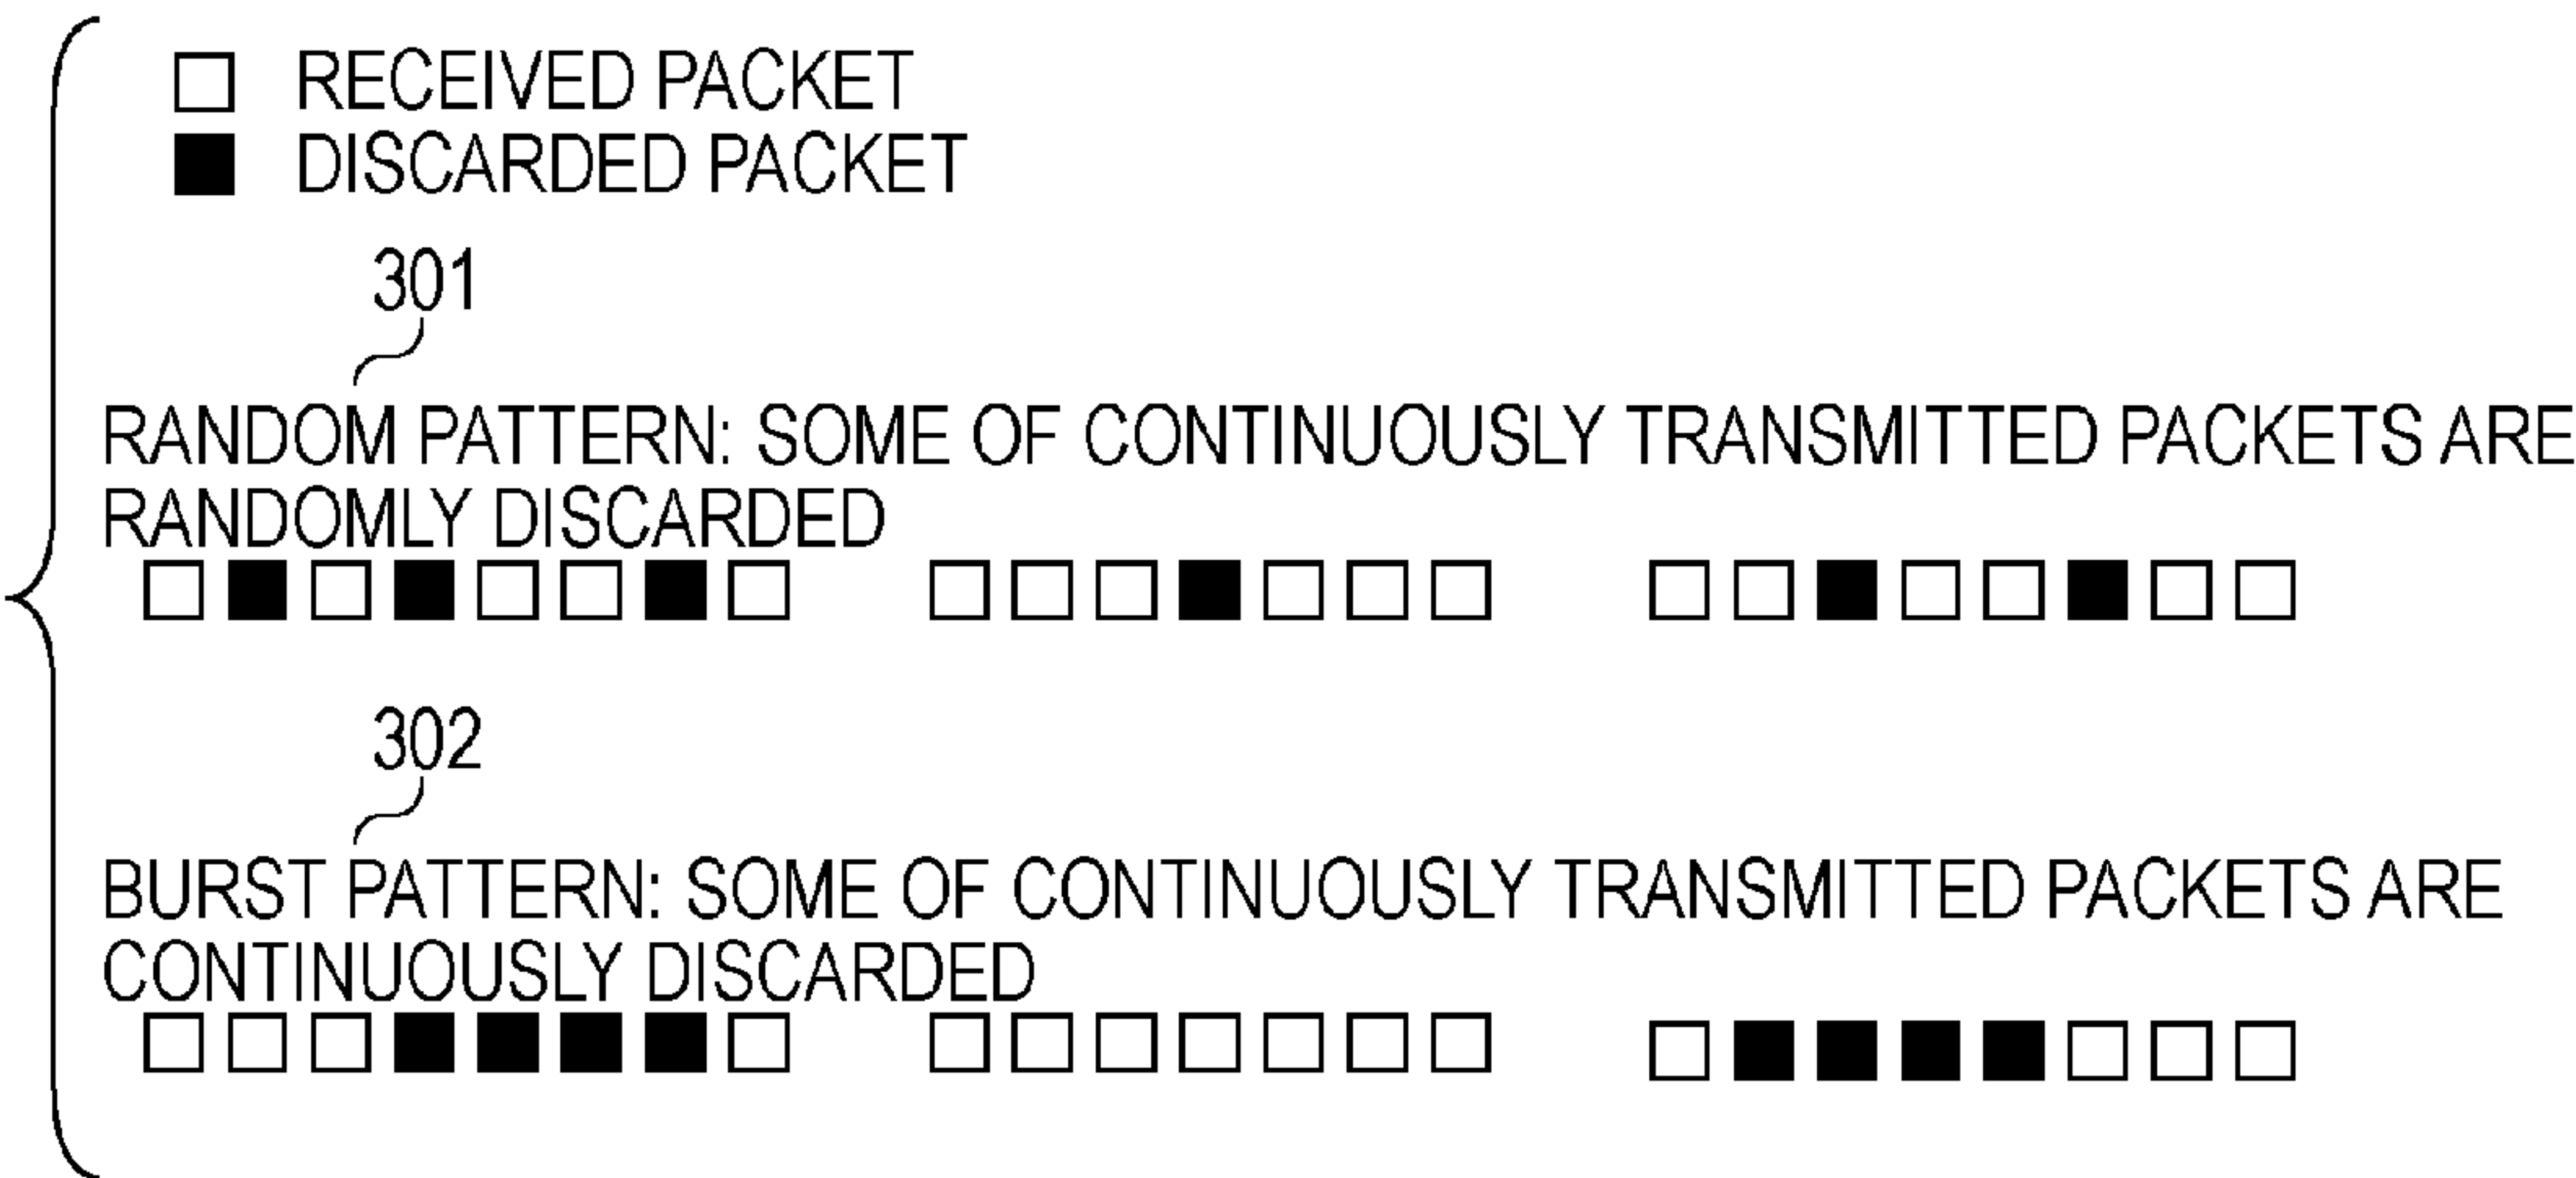 RECEIVED PACKET
DISCARDED PACKET
301
RANDOM PATTERN: SOME OF CONTINUOUSLY TRANSMITTED PACKETS ARE
RANDOMLY DISCARDED
302
BURST PATTERN: SOME OF CONTINUOUSLY TRANSMITTED PACKETS ARE
CONTINUOUSLY DISCARDED